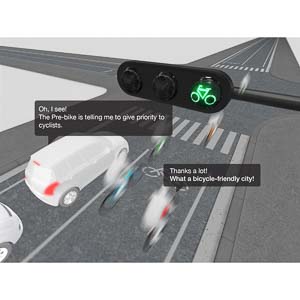 Oh, I see!
The Pre-bike is telling me to give priority to
cyclists.
Thanks a lot!
What a bicycle-friendly city!